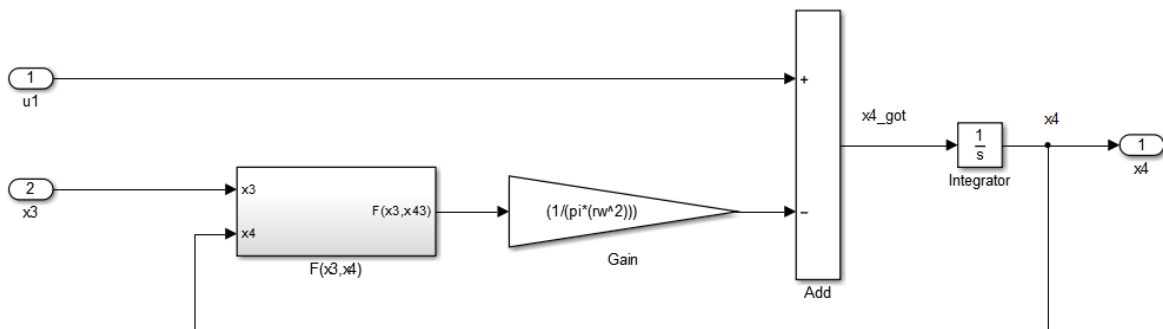 1
u1
+
x4_got
1
s
Integrator
x4
1
x4
2
x3
x3
x4
F(x3,x43)
F(x3,x4)
(1/(pi*(rw^2)))
Gain
−
Add